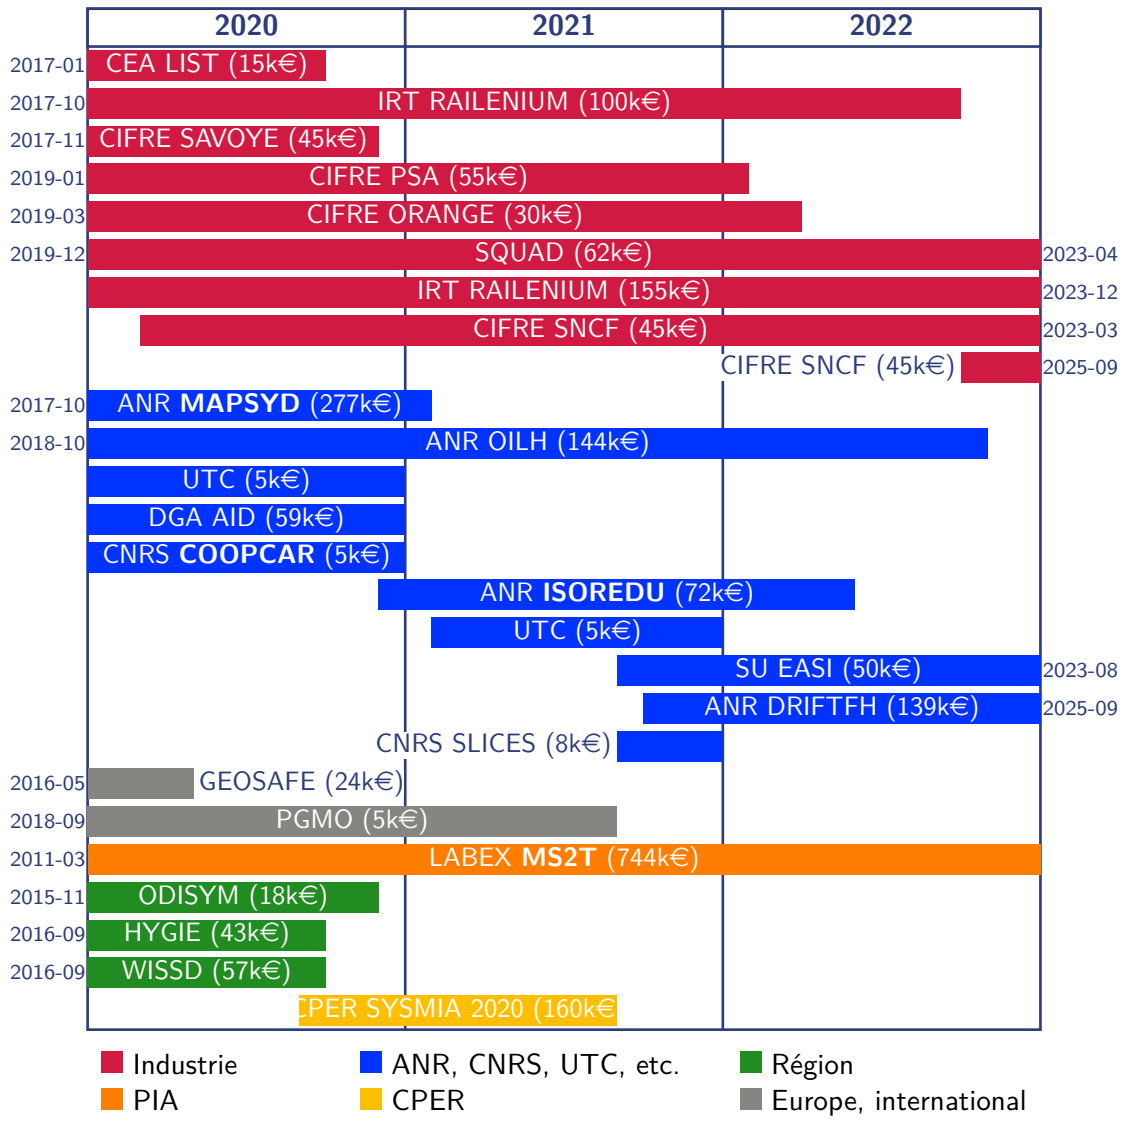 2020 2021 2022
2017-01 CEA LIST (15k€)
2017-10 IRT RAILENIUM (100k€)
2017-11 CIFRE SAVOYE (45k€)
2019-01 CIFRE PSA (55k€)
2019-03 CIFRE ORANGE (30k€)
2019-12 SQUAD (62k€) 2023-04
IRT RAILENIUM (155k€) 2023-12
CIFRE SNCF (45k€) 2023-03
CIFRE SNCF (45k€) 2025-09
2017-10 ANR MAPSYD (277k€)
2018-10 ANR OILH (144k€)
UTC (5k€)
DGA AID (59k€)
CNRS COOPCAR (5k€)
ANR ISOREDU (72k€)
UTC (5k€)
SU EASI (50k€) 2023-08
ANR DRIFTFH (139k€) 2025-09
CNRS SLICES (8k€)
2016-05 GEOSAFE (24k€)
2018-09 PGMO (5k€)
2011-03 LABEX MS2T (744k€)
2015-11 ODISYM (18k€)
2016-09 HYGIE (43k€)
2016-09 WISSD (57k€)
CPER SYSMIA 2020 (160k€
Industrie ANR, CNRS, UTC, etc. Région
PIA CPER Europe, international